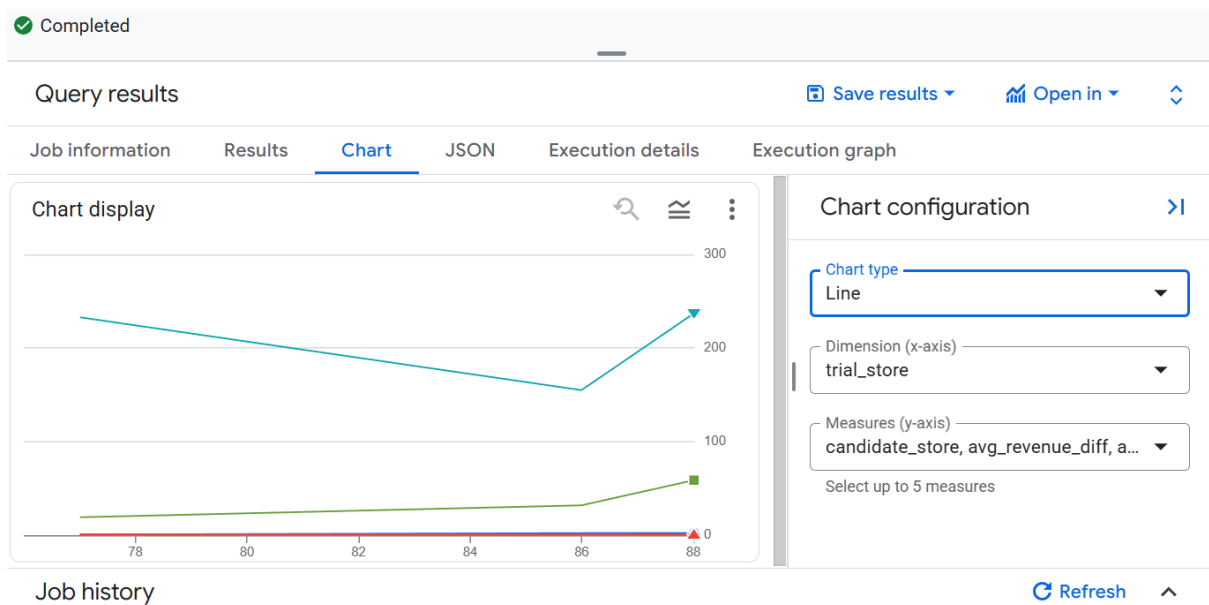 Completed
Query results
Save results
Open in
Job information Results Chart JSON Execution details Execution graph
Chart display
300
200
100
0
78 80 82 84 86 88
Chart configuration
Chart type
Line
Dimension (x-axis)
trial_store
Measures (y-axis)
candidate_store, avg_revenue_diff, a...
Select up to 5 measures
Job history
Refresh